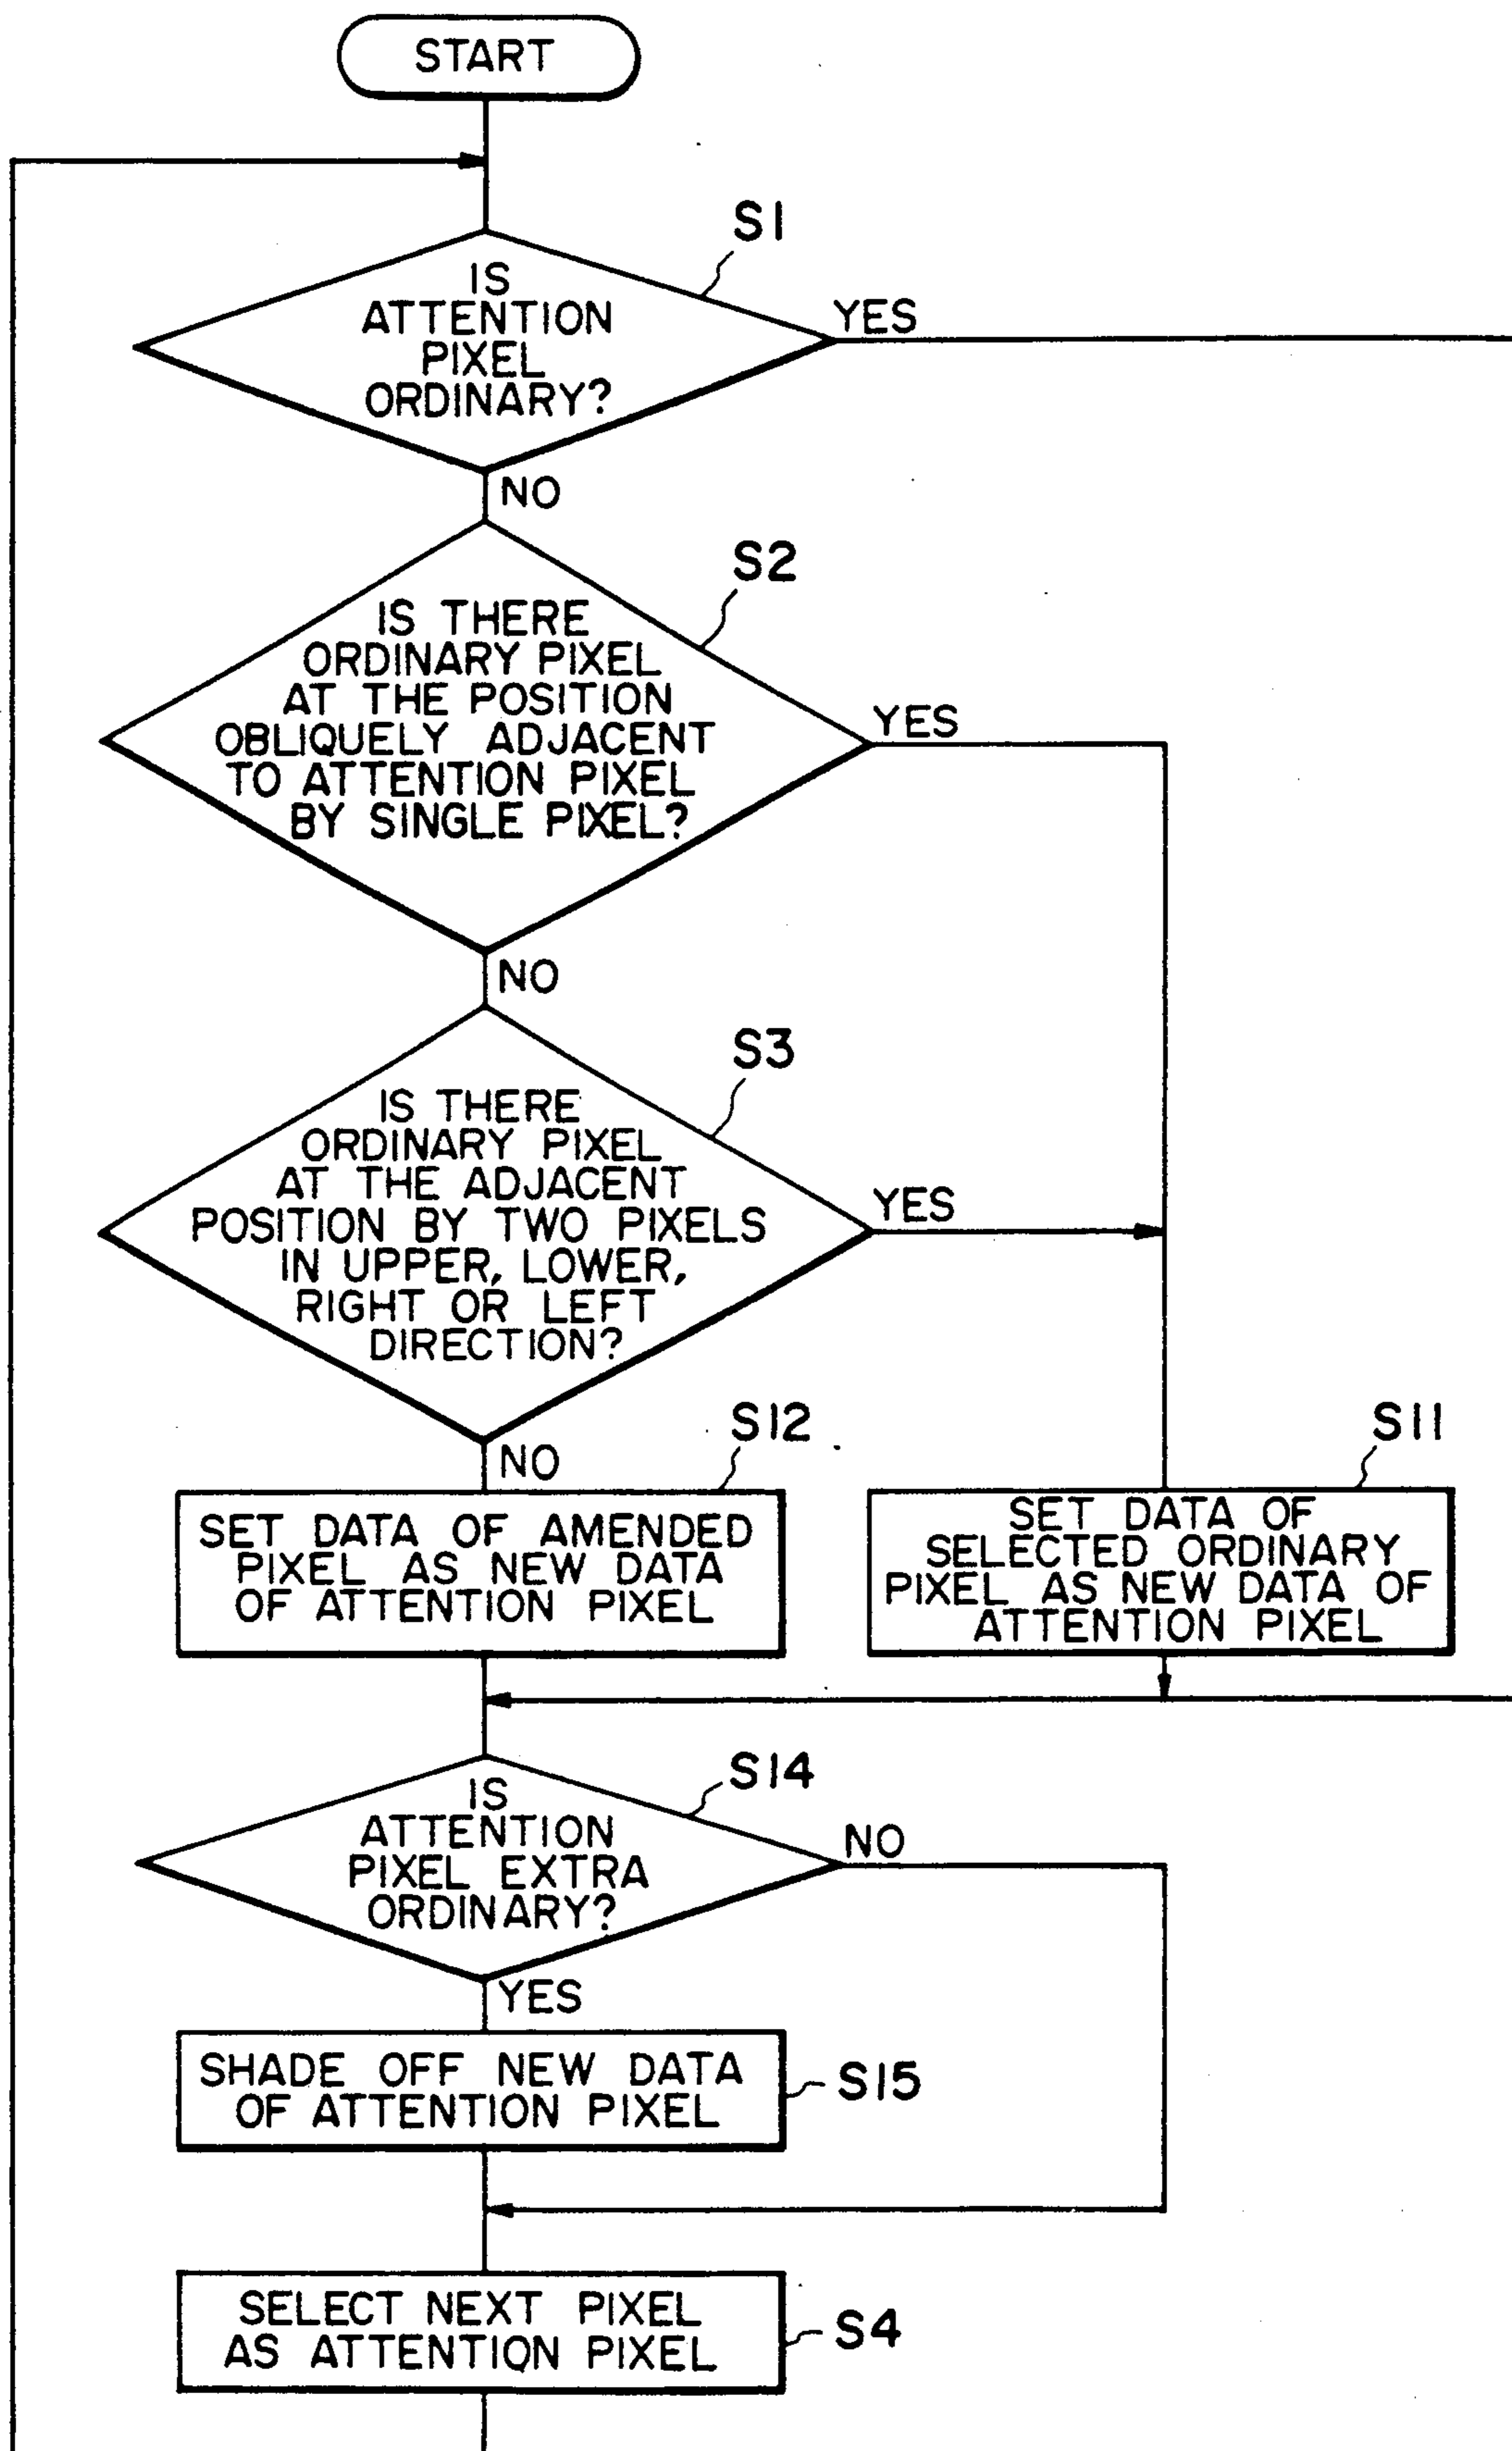 START
S1
IS
ATTENTION
PIXEL
ORDINARY?
YES
NO
S2
IS THERE
ORDINARY PIXEL
AT THE POSITION
OBLIQUELY ADJACENT
TO ATTENTION PIXEL
BY SINGLE PIXEL?
YES
NO
S3
IS THERE
ORDINARY PIXEL
AT THE ADJACENT
POSITION BY TWO PIXELS
IN UPPER, LOWER,
RIGHT OR LEFT
DIRECTION?
YES
NO
S12
SET DATA OF AMENDED
PIXEL AS NEW DATA
OF ATTENTION PIXEL
S11
SET DATA OF
SELECTED ORDINARY
PIXEL AS NEW DATA OF
ATTENTION PIXEL
S14
IS
ATTENTION
PIXEL EXTRA
ORDINARY?
NO
YES
SHADE OFF NEW DATA
OF ATTENTION PIXEL
S15
SELECT NEXT PIXEL
AS ATTENTION PIXEL
S4